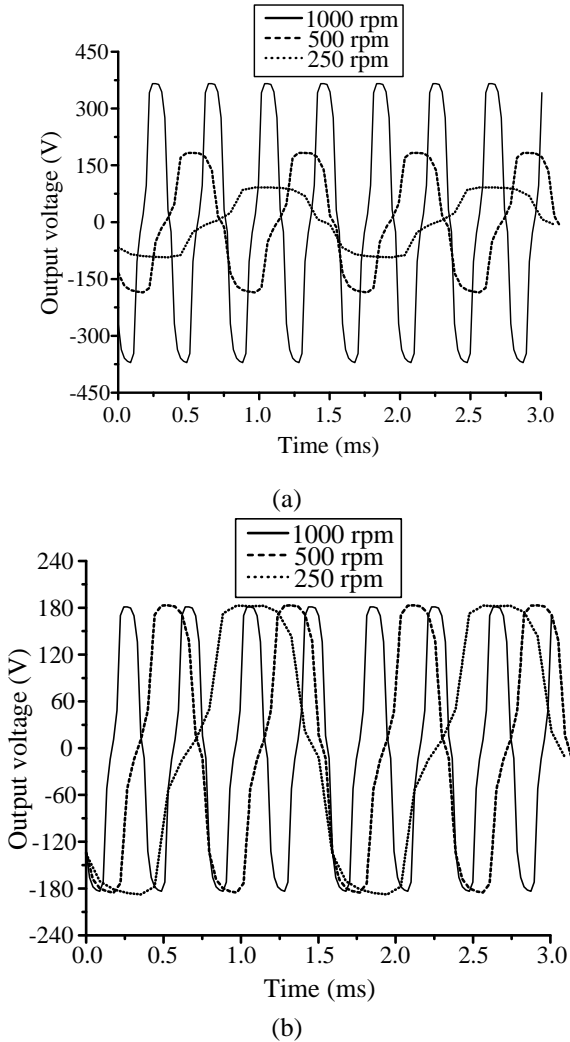 1000 rpm
500 rpm
250 rpm
Output voltage (V)
450
300
150
0
-150
-300
-450
0.0 0.5 1.0 1.5 2.0 2.5 3.0
Time (ms)
(a)
1000 rpm
500 rpm
250 rpm
Output voltage (V)
240
180
120
60
0
-60
-120
-180
-240
0.0 0.5 1.0 1.5 2.0 2.5 3.0
Time (ms)
(b)